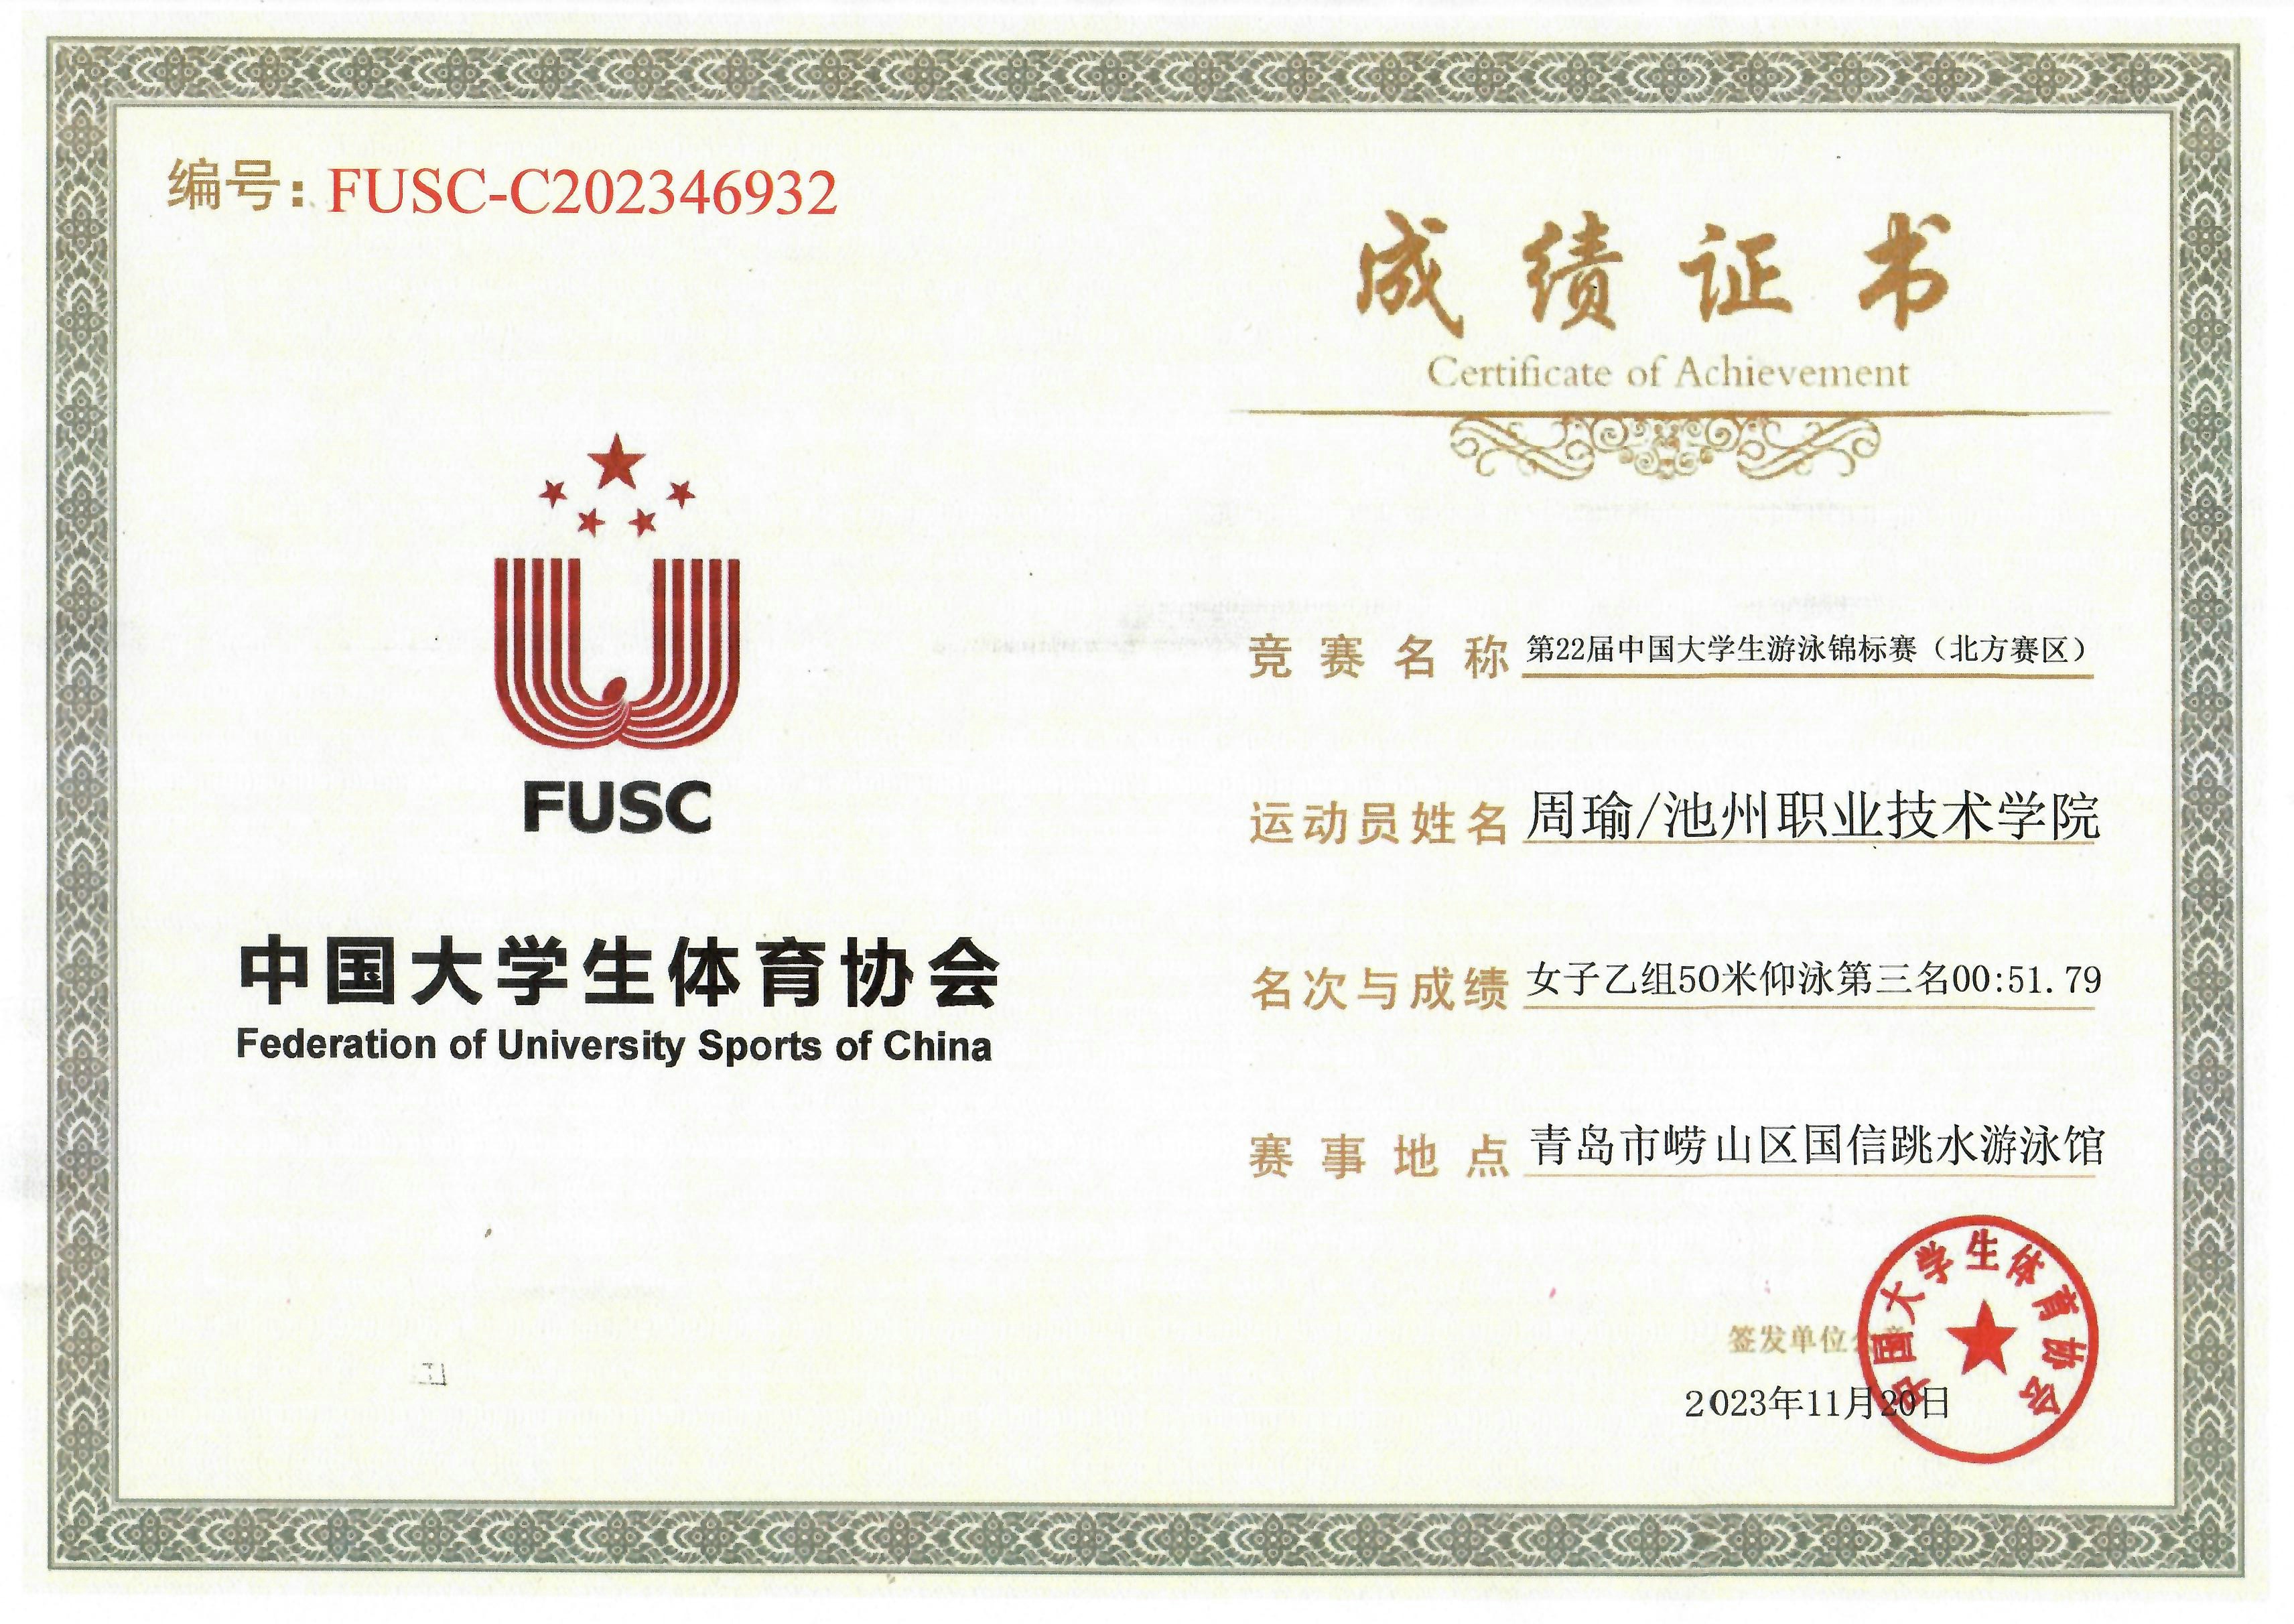 编号: FUSC-C202346932
成绩证书
Certificate of Achievement
FUSC
中国大学生体育协会
Federation of University Sports of China
竞赛名称 第22届中国大学生游泳锦标赛（北方赛区）
运动员姓名 周瑜/池州职业技术学院
名次与成绩 女子乙组50米仰泳第三名00:51.79
赛事地点 青岛市崂山区国信跳水游泳馆
签发单位公章
2023年11月20日
中国大学生体育协会